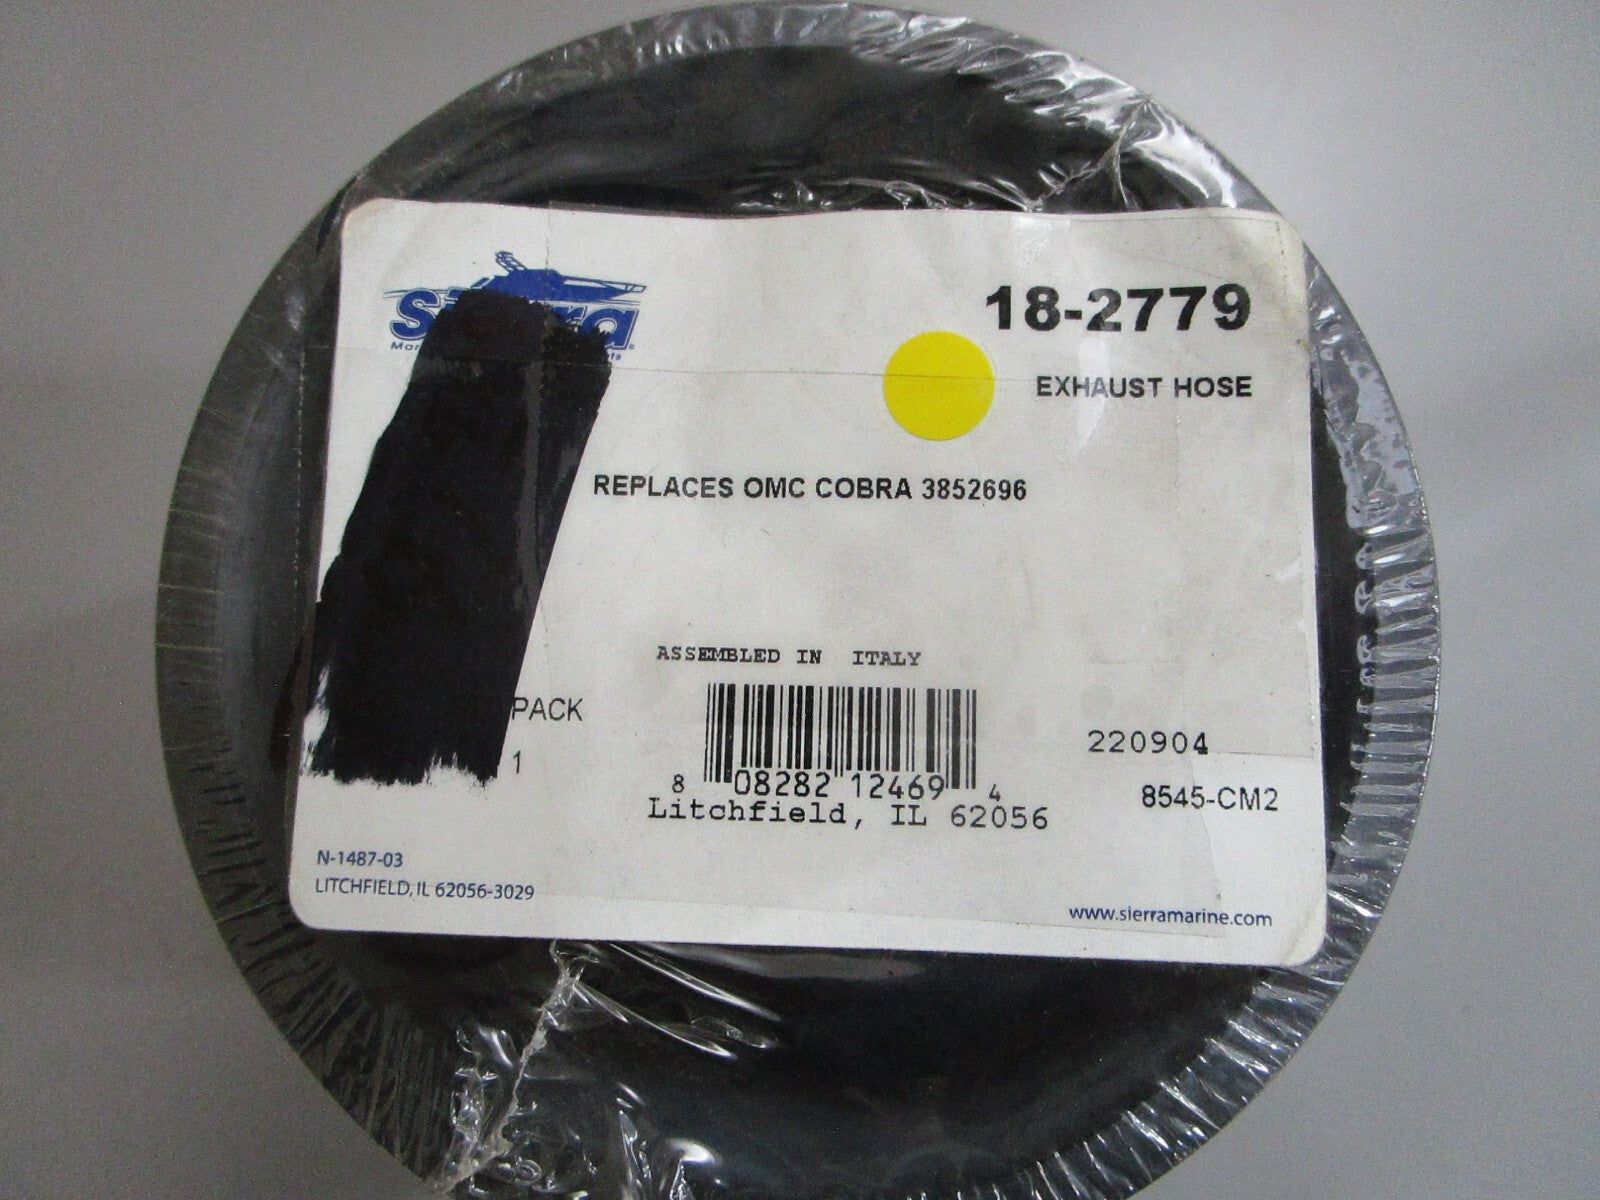 18-2779
EXHAUST HOSE
REPLACES OMC COBRA 3852696
ASSEMBLED IN ITALY
PACK
1
8 08282 12469 4
220904
8545-CM2
Litchfield, IL 62056
N-1487-03
LITCHFIELD, IL 62056-3029
www.sierramarine.com